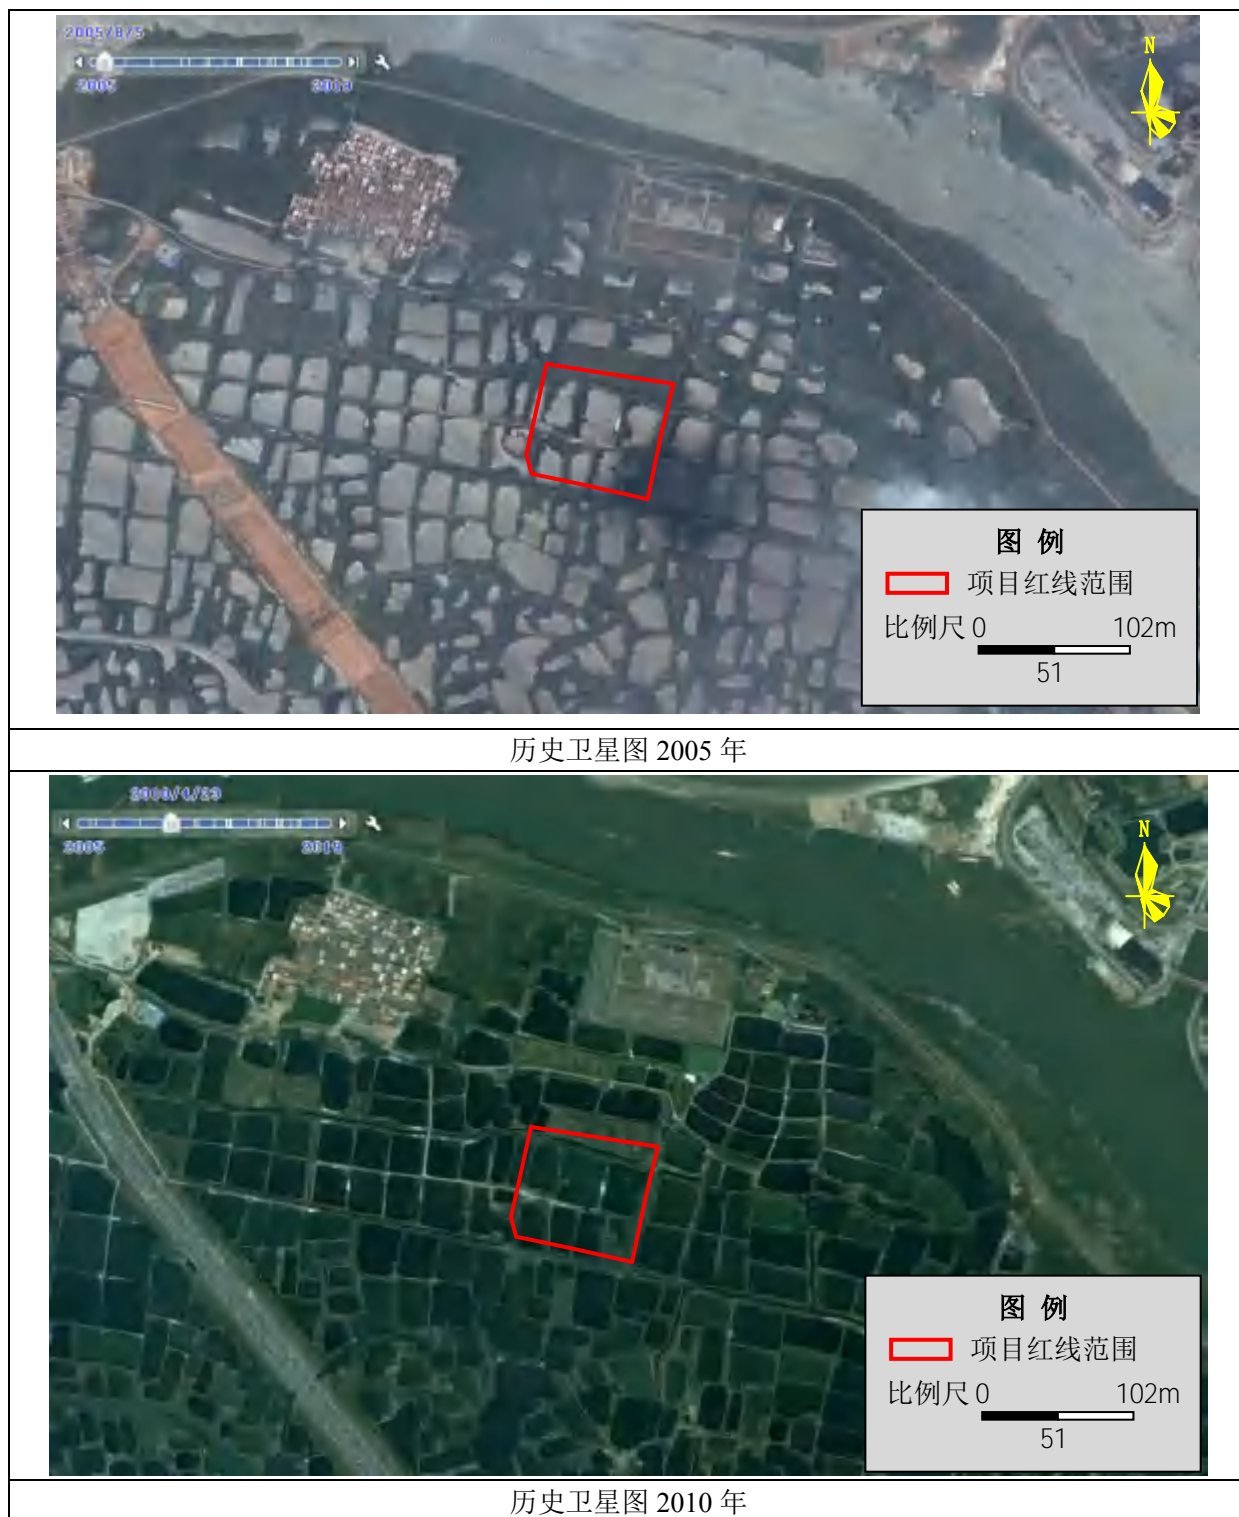 2005/8/5
2005 2019
N
图 例
项目红线范围
比例尺 0 102m
51
历史卫星图 2005 年
2010/4/23
2005 2019
N
图 例
项目红线范围
比例尺 0 102m
51
历史卫星图 2010 年